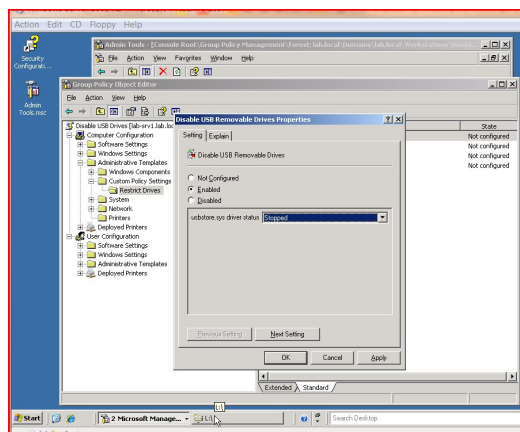 Action Edit CD Floppy Help
Security
Configurati...
Admin
Tools.msc
Admin Tools - [Console Root\Group Policy Management\Forest: lab.local\Domains\lab.local\Workstations\Disabl...
File Action View Favorites Window Help
Group Policy Object Editor
File Action View Help
Disable USB Drives [lab-srv1.lab.loc
Computer Configuration
Software Settings
Windows Settings
Administrative Templates
Windows Components
Custom Policy Settings
Restrict Drives
System
Network
Printers
Deployed Printers
User Configuration
Software Settings
Windows Settings
Administrative Templates
Deployed Printers
State
Not configured
Not configured
Not configured
Not configured
Extended Standard
Disable USB Removable Drives Properties
Setting Explain
Disable USB Removable Drives
Not Configured
Enabled
Disabled
usbstore.sys driver status Stopped
Previous Setting Next Setting
OK Cancel Apply
L:\
Start 2 Microsoft Manage... L:\ Search Desktop